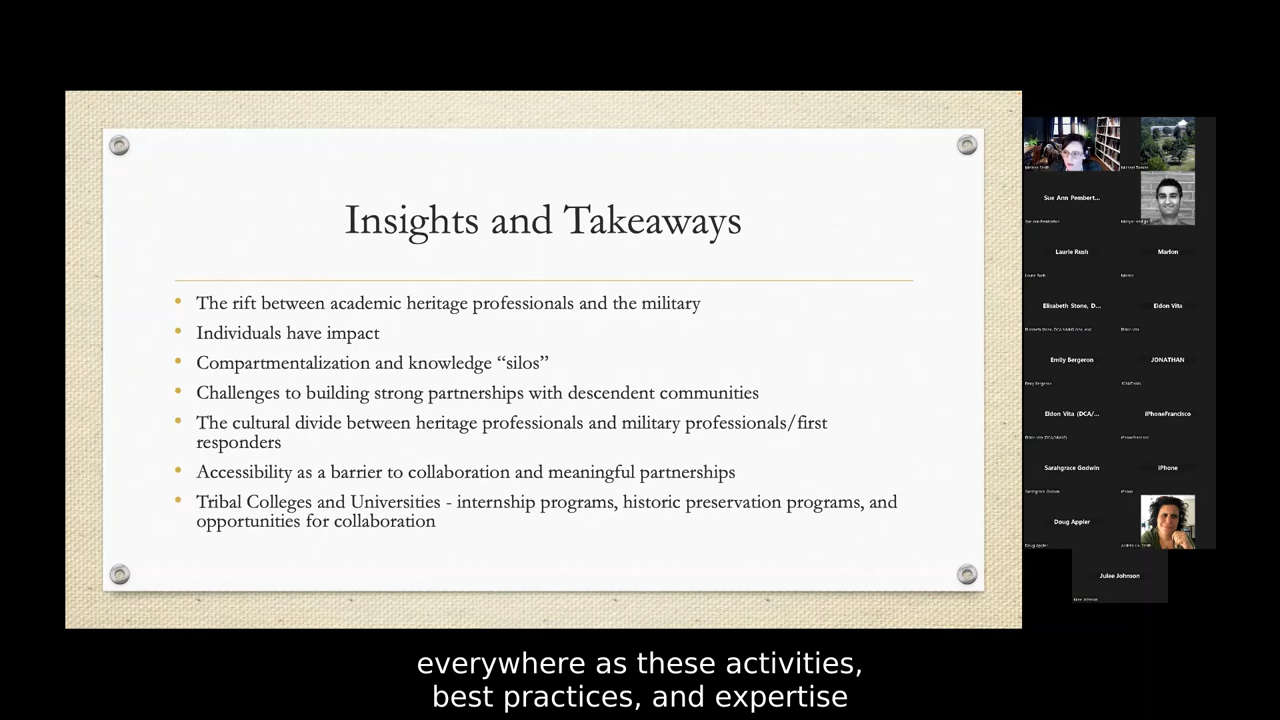 Insights and Takeaways
The rift between academic heritage professionals and the military
Individuals have impact
Compartmentalization and knowledge “silos”
Challenges to building strong partnerships with descendent communities
The cultural divide between heritage professionals and military professionals/first
responders
Accessibility as a barrier to collaboration and meaningful partnerships
Tribal Colleges and Universities - internship programs, historic preservation programs, and
opportunities for collaboration
Sue Ann Pembert...
Laurie Rush
Marlon
Elisabeth Stone, D...
Eldon Vita
Emily Bergeron
JONATHAN
Eldon Vita (DCA/...
iPhoneFrancisco
Sarahgrace Godwin
iPhone
Doug Appler
Julee Johnson
everywhere as these activities,
best practices, and expertise